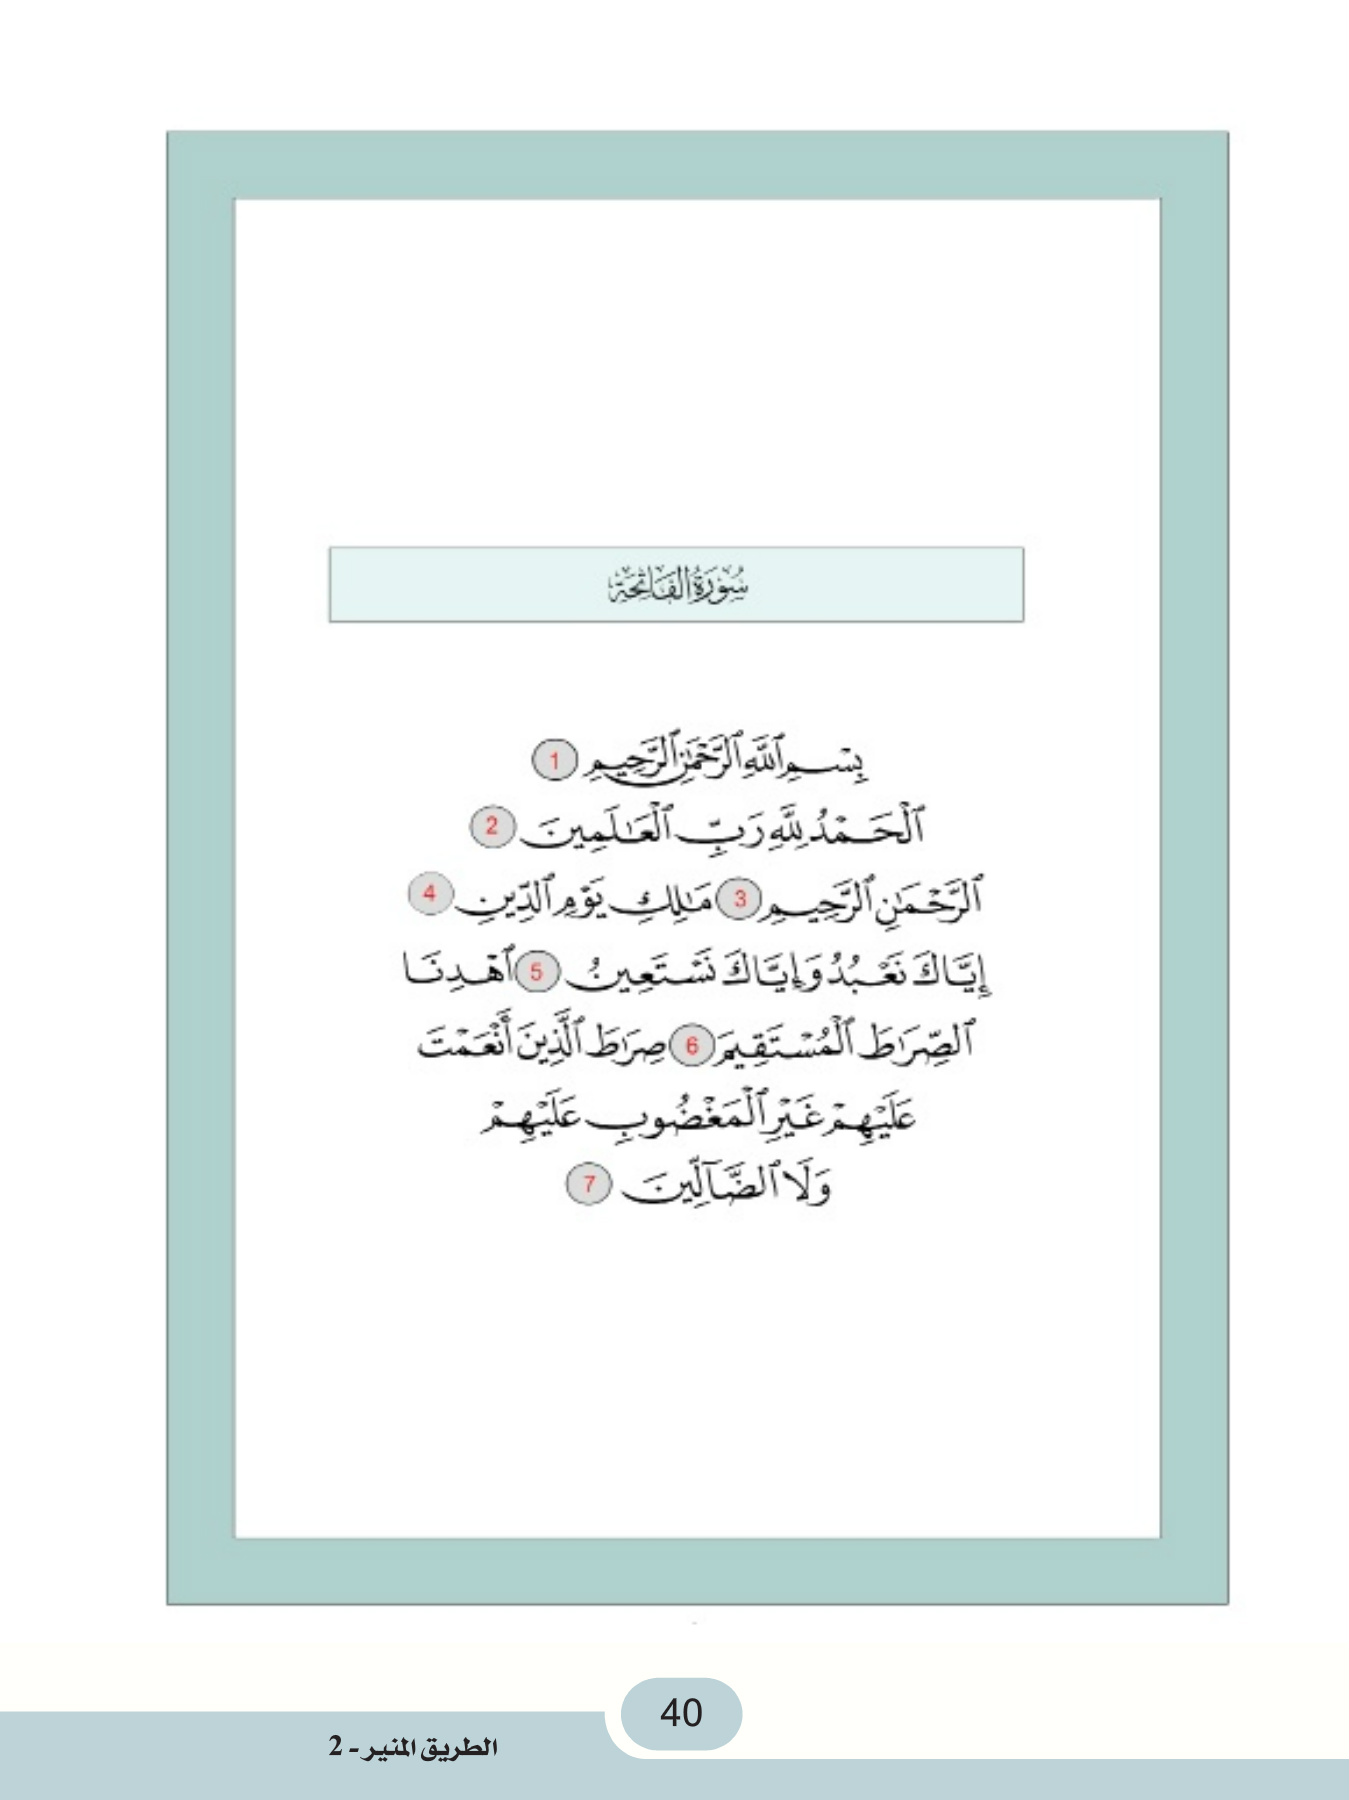 سُورَةُ الفَاتِحَةِ
بِسْمِ ٱللَّهِ ٱلرَّحْمَٰنِ ٱلرَّحِيمِ 1
ٱلْحَمْدُ لِلَّهِ رَبِّ ٱلْعَٰلَمِينَ 2
ٱلرَّحْمَٰنِ ٱلرَّحِيمِ 3 مَٰلِكِ يَوْمِ ٱلدِّينِ 4
إِيَّاكَ نَعْبُدُ وَإِيَّاكَ نَسْتَعِينُ 5 ٱهْدِنَا
ٱلصِّرَٰطَ ٱلْمُسْتَقِيمَ 6 صِرَٰطَ ٱلَّذِينَ أَنْعَمْتَ
عَلَيْهِمْ غَيْرِ ٱلْمَغْضُوبِ عَلَيْهِمْ
وَلَا ٱلضَّآلِّينَ 7
40
الطريق المنير - 2